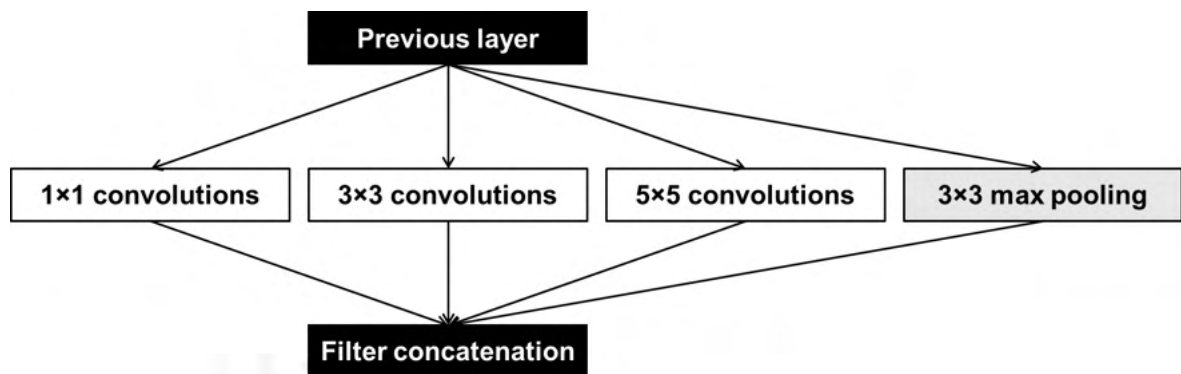 Previous layer
1×1 convolutions
3×3 convolutions
5×5 convolutions
3×3 max pooling
Filter concatenation